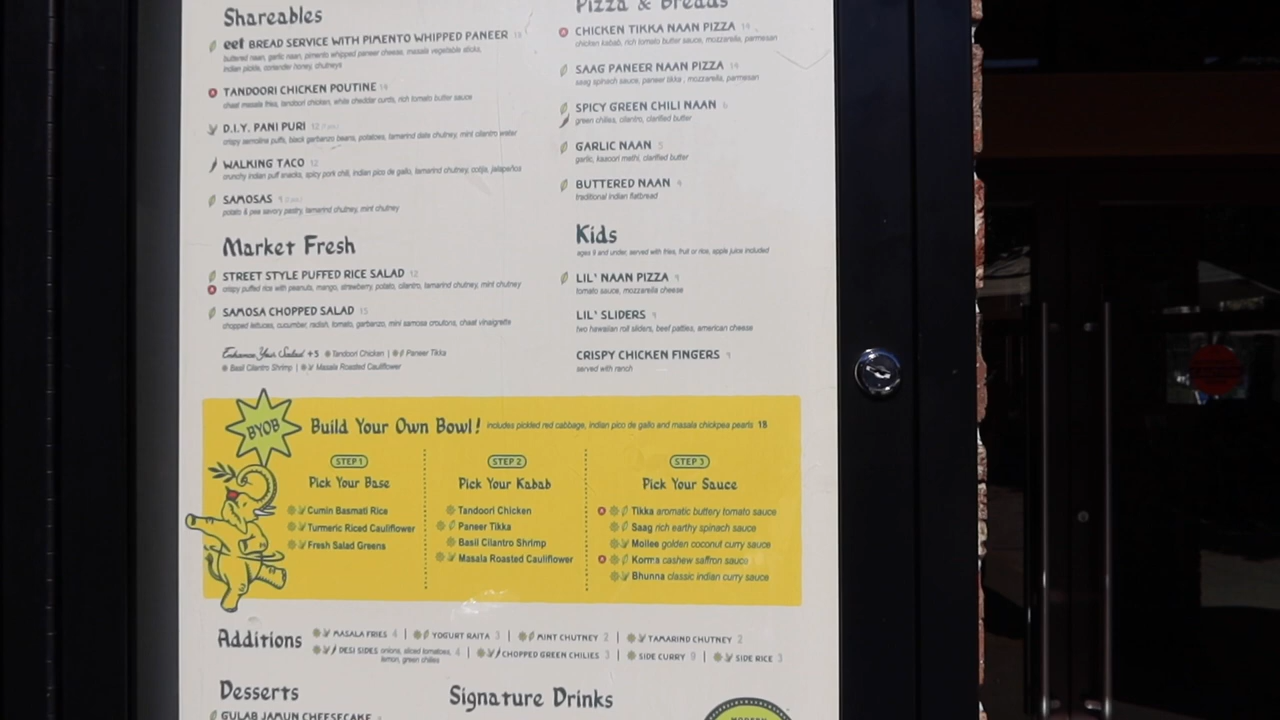 Shareables
eet BREAD SERVICE WITH PIMENTO WHIPPED PANEER 18
buttered naan, garlic naan, pimento whipped paneer cheese, masala vegetable sticks,
indian pickle, coriander honey, chutneys
TANDOORI CHICKEN POUTINE
chaat masala fries, tandoori chicken, white cheddar curds, rich tomato butter sauce
D.I.Y. PANI PURI 12
crispy semolina puffs, black garbanzo beans, potatoes, tamarind date chutney, mint cilantro water
WALKING TACO 12
crunchy indian puff snacks, spicy pork chili, indian pico de gallo, tamarind chutney, cotija, jalapeños
SAMOSAS 9
potato & pea savory pastry, tamarind chutney, mint chutney
Market Fresh
STREET STYLE PUFFED RICE SALAD 12
crispy puffed rice with peanuts, mango, strawberry, potato, cilantro, tamarind chutney, mint chutney
SAMOSA CHOPPED SALAD 15
chopped lettuces, cucumber, radish, tomato, garbanzo, mini samosa croutons, chaat vinaigrette
Enhance Your Salad +5 Tandoori Chicken | Paneer Tikka
Basil Cilantro Shrimp | Masala Roasted Cauliflower
Pizza & Breads
CHICKEN TIKKA NAAN PIZZA
chicken kabab, rich tomato butter sauce, mozzarella, parmesan
SAAG PANEER NAAN PIZZA
saag spinach sauce, paneer tikka, mozzarella, parmesan
SPICY GREEN CHILI NAAN
green chilies, cilantro, clarified butter
GARLIC NAAN 5
garlic, kasoori methi, clarified butter
BUTTERED NAAN 4
traditional indian flatbread
Kids
ages 9 and under, served with fries, fruit or rice, apple juice included
LIL' NAAN PIZZA 9
tomato sauce, mozzarella cheese
LIL' SLIDERS 9
two hawaiian roll sliders, beef patties, american cheese
CRISPY CHICKEN FINGERS 9
served with ranch
BYOB
Build Your Own Bowl! includes pickled red cabbage, indian pico de gallo and masala chickpea pearls 18
STEP 1
Pick Your Base
Cumin Basmati Rice
Turmeric Riced Cauliflower
Fresh Salad Greens
STEP 2
Pick Your Kabab
Tandoori Chicken
Paneer Tikka
Basil Cilantro Shrimp
Masala Roasted Cauliflower
STEP 3
Pick Your Sauce
Tikka aromatic buttery tomato sauce
Saag rich earthy spinach sauce
Moilee golden coconut curry sauce
Korma cashew saffron sauce
Bhunna classic indian curry sauce
Additions
MASALA FRIES 4 | YOGURT RAITA 3 | MINT CHUTNEY 2 | TAMARIND CHUTNEY 2
DESI SIDES onions, sliced tomatoes, 4 | CHOPPED GREEN CHILIES 3 | SIDE CURRY 9 | SIDE RICE 3
lemon, green chilies
Desserts
GULAB JAMUN CHEESECAKE
Signature Drinks
MODERN